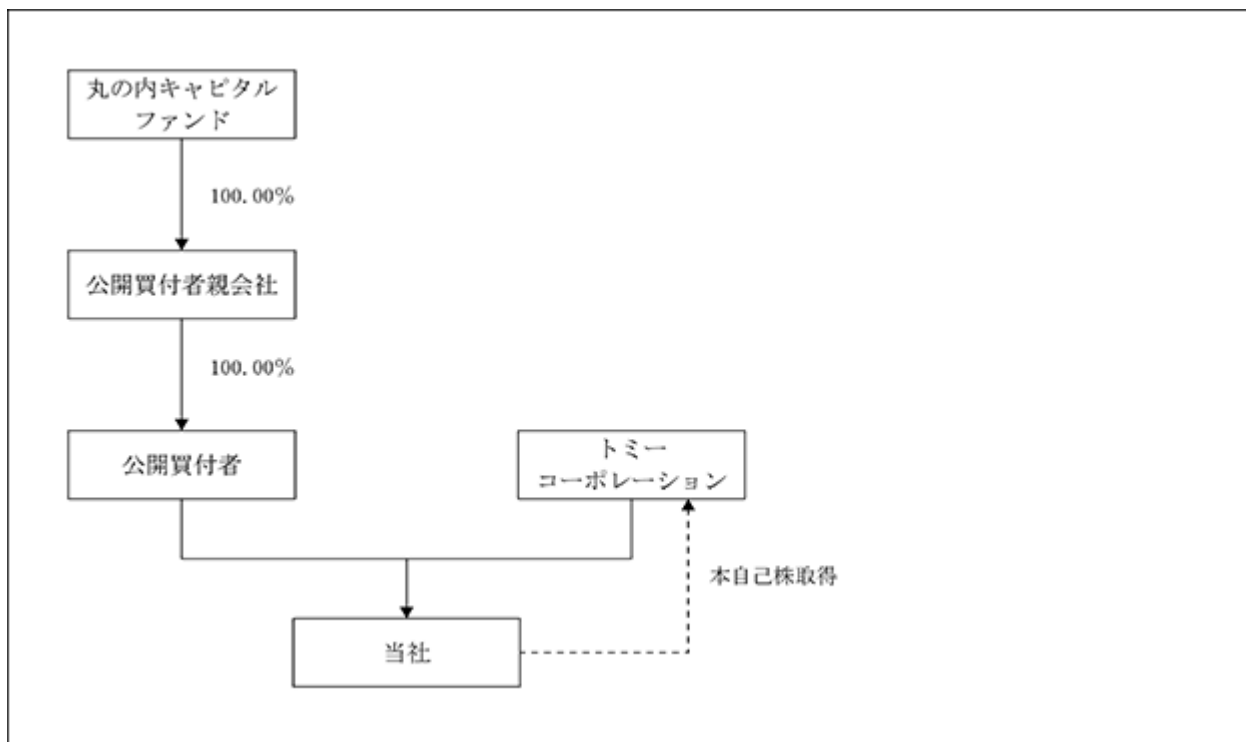 丸の内キャピタル
ファンド
100.00%
公開買付者親会社
100.00%
公開買付者
トミー
コーポレーション
本自己株取得
当社